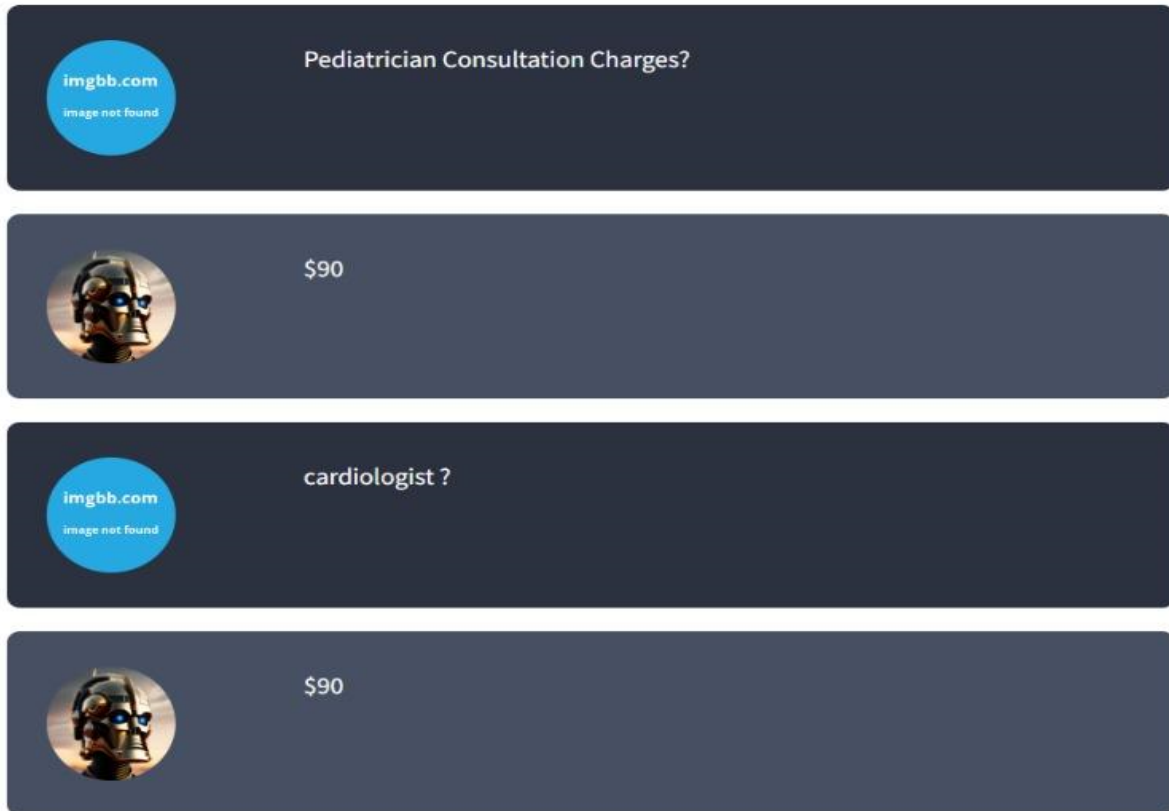 imgbb.com
image not found
Pediatrician Consultation Charges?
$90
imgbb.com
image not found
cardiologist ?
$90